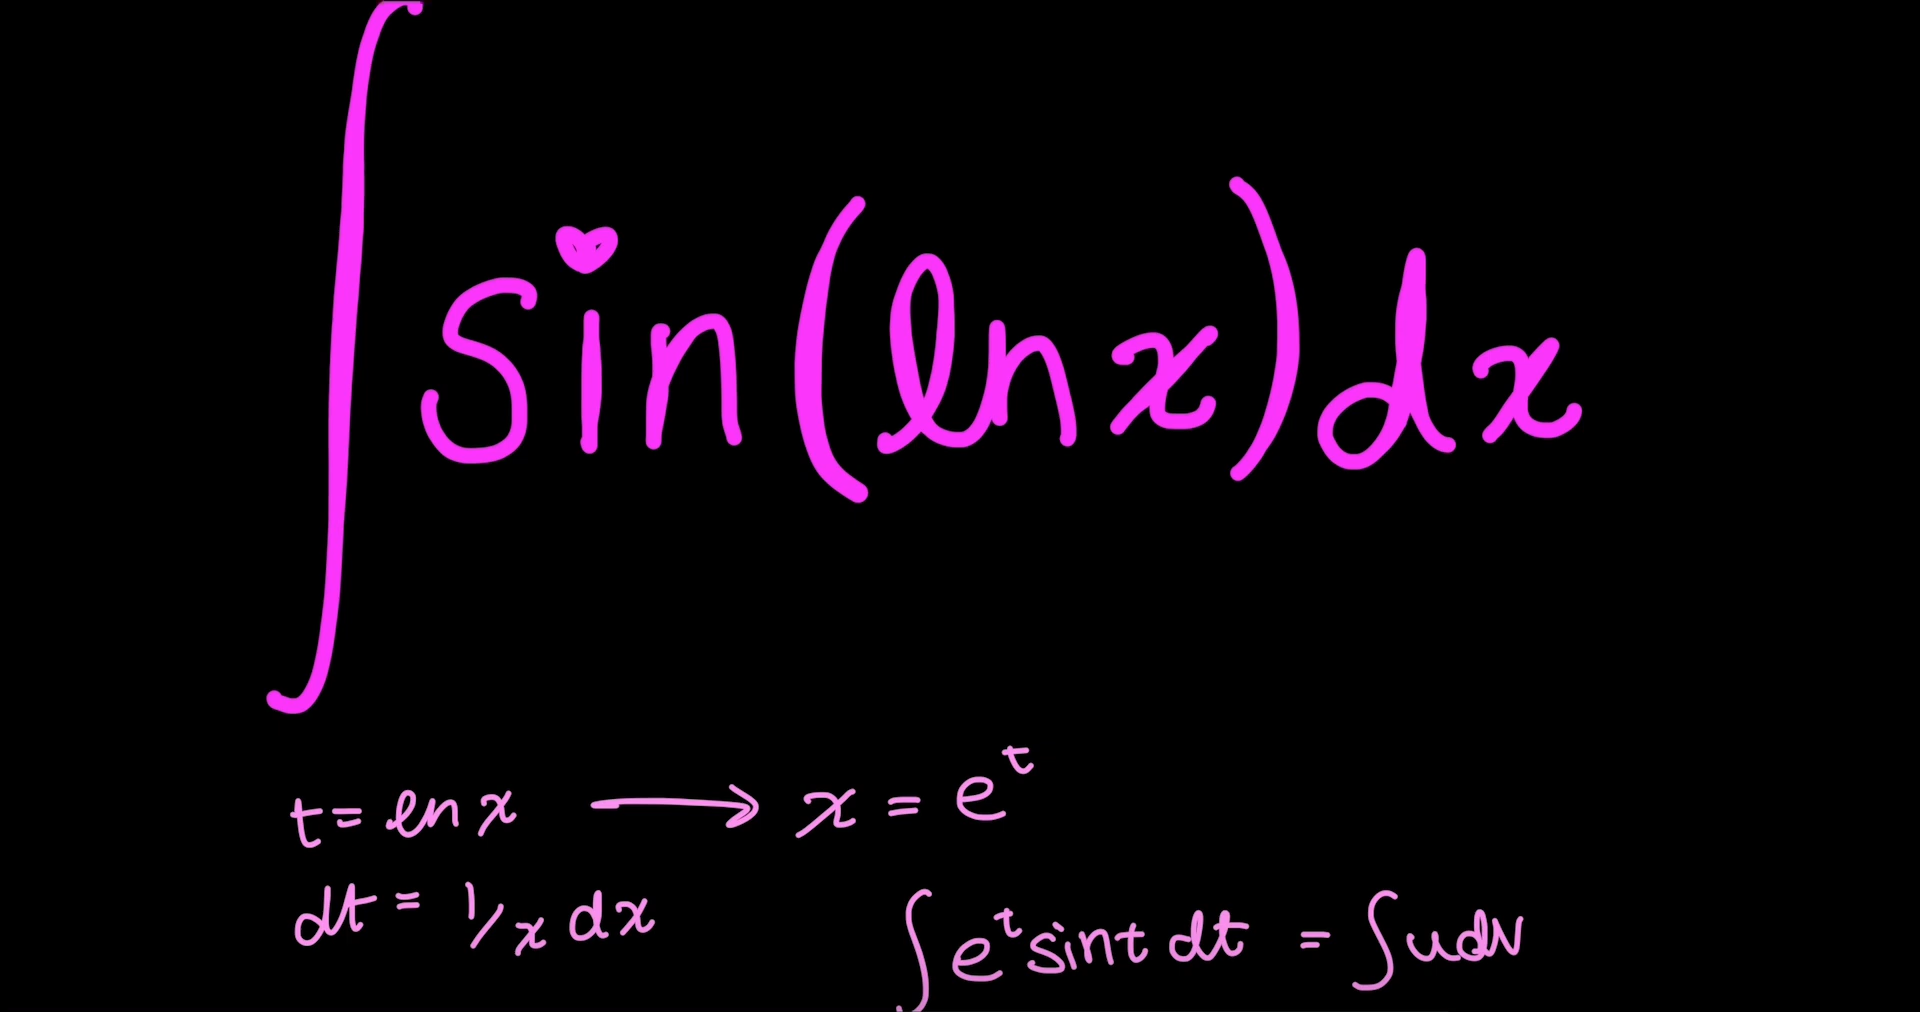 ∫ sin(ln x) dx
t = ln x ⟶ x = e^t
dt = 1/x dx
∫ e^t sin t dt = ∫ u dv